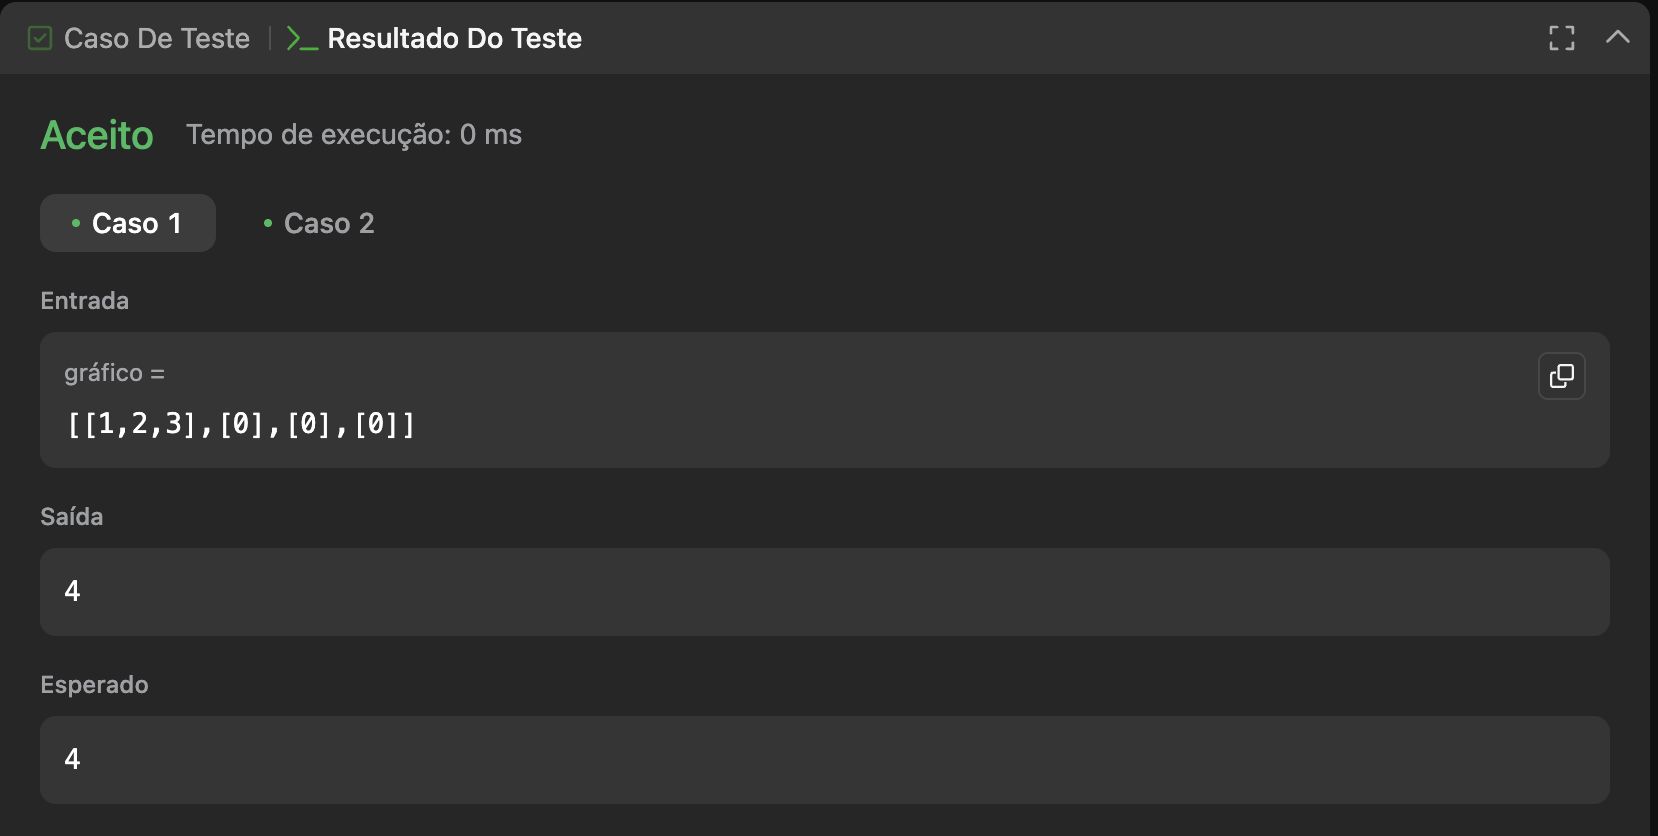 Caso De Teste | >_ Resultado Do Teste
Aceito Tempo de execução: 0 ms
• Caso 1 • Caso 2
Entrada
gráfico =
[[1,2,3],[0],[0],[0]]
Saída
4
Esperado
4